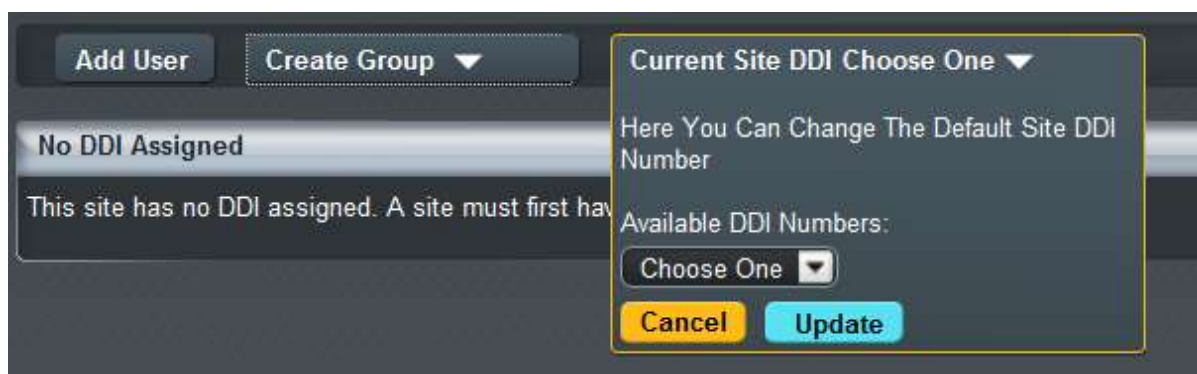 Add User
Create Group
Current Site DDI Choose One
No DDI Assigned
This site has no DDI assigned. A site must first
Here You Can Change The Default Site DDI
Number
Available DDI Numbers:
Choose One
Cancel
Update